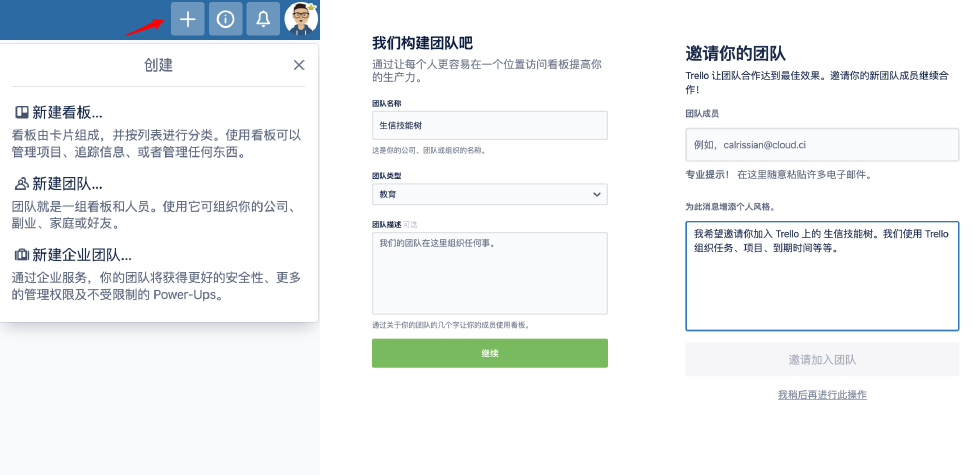 创建
新建看板...
看板由卡片组成，并按列表进行分类。使用看板可以
管理项目、追踪信息、或者管理任何东西。
新建团队...
团队就是一组看板和人员。使用它可组织你的公司、
副业、家庭或好友。
新建企业团队...
通过企业服务，你的团队将获得更好的安全性、更多
的管理权限及不受限制的 Power-Ups。
我们构建团队吧
通过让每个人更容易在一个位置访问看板提高你
的生产力。
团队名称
生信技能树
这是你的公司、团队或组织的名称。
团队类型
教育
团队描述 可选
我们的团队在这里组织任何事。
通过关于你的团队的几个字让你的成员使用看板。
继续
邀请你的团队
Trello 让团队合作达到最佳效果。邀请你的新团队成员继续合
作！
团队成员
例如，calrissian@cloud.ci
专业提示！ 在这里随意粘贴许多电子邮件。
为此消息增添个人风格。
我希望邀请你加入 Trello 上的 生信技能树。我们使用 Trello
组织任务、项目、到期时间等等。
邀请加入团队
我稍后再进行此操作